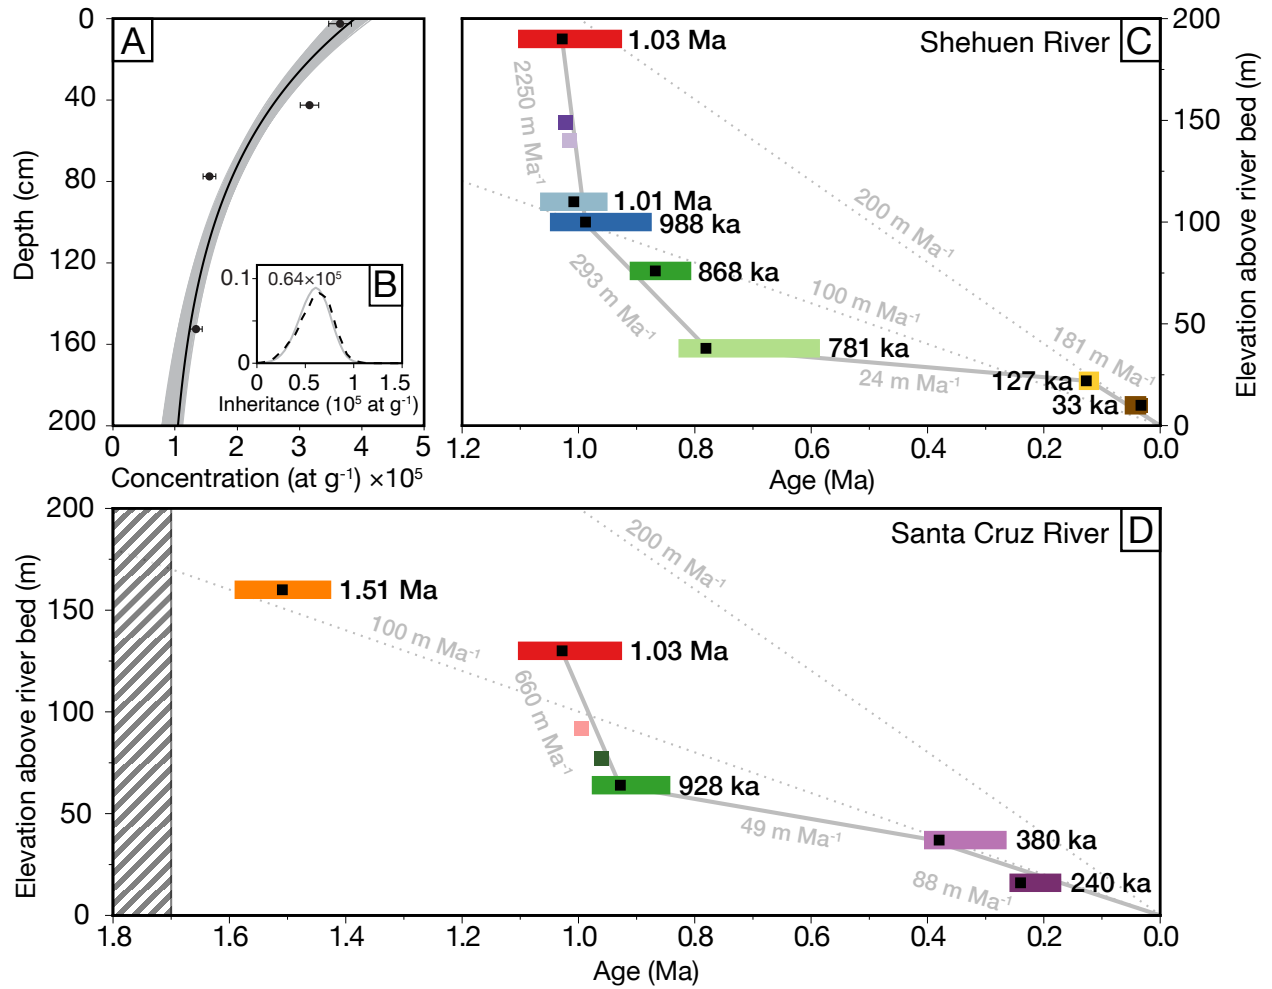 A
0
40
80
120
160
200
Depth (cm)
0
1
2
3
4
5
Concentration (at g⁻¹) ×10⁵
B
0.64×10⁵
0.1
0
0
0.5
1
1.5
Inheritance (10⁵ at g⁻¹)
Shehuen River
C
1.03 Ma
2250 m Ma⁻¹
1.01 Ma
988 ka
868 ka
293 m Ma⁻¹
781 ka
200 m Ma⁻¹
100 m Ma⁻¹
181 m Ma⁻¹
24 m Ma⁻¹
127 ka
33 ka
200
150
100
50
0
Elevation above river bed (m)
1.2
1.0
0.8
0.6
0.4
0.2
0.0
Age (Ma)
Santa Cruz River
D
200
150
100
50
0
Elevation above river bed (m)
1.51 Ma
100 m Ma⁻¹
200 m Ma⁻¹
1.03 Ma
660 m Ma⁻¹
928 ka
49 m Ma⁻¹
380 ka
88 m Ma⁻¹
240 ka
1.8
1.6
1.4
1.2
1.0
0.8
0.6
0.4
0.2
0.0
Age (Ma)